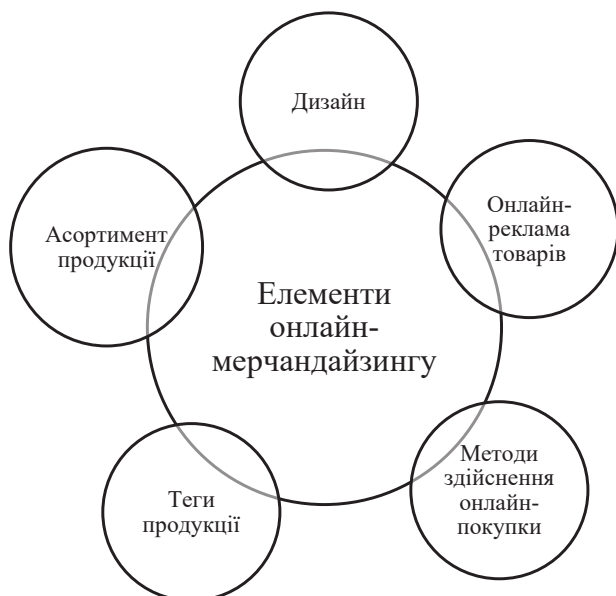 Дизайн
Онлайн-
реклама
товарів
Асортимент
продукції
Елементи
онлайн-
мерчандайзингу
Методи
здійснення
онлайн-
покупки
Теги
продукції